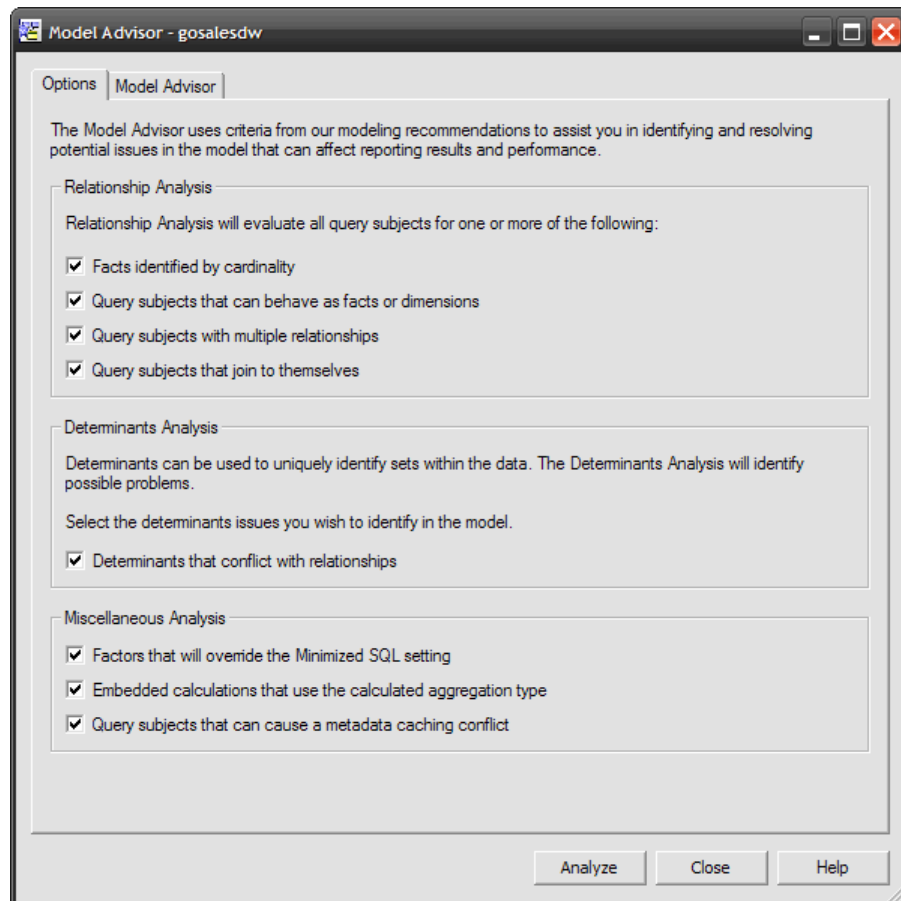 Model Advisor - gosalesdw
Options
Model Advisor
The Model Advisor uses criteria from our modeling recommendations to assist you in identifying and resolving
potential issues in the model that can affect reporting results and performance.
Relationship Analysis
Relationship Analysis will evaluate all query subjects for one or more of the following:
Facts identified by cardinality
Query subjects that can behave as facts or dimensions
Query subjects with multiple relationships
Query subjects that join to themselves
Determinants Analysis
Determinants can be used to uniquely identify sets within the data. The Determinants Analysis will identify
possible problems.
Select the determinants issues you wish to identify in the model.
Determinants that conflict with relationships
Miscellaneous Analysis
Factors that will override the Minimized SQL setting
Embedded calculations that use the calculated aggregation type
Query subjects that can cause a metadata caching conflict
Analyze
Close
Help